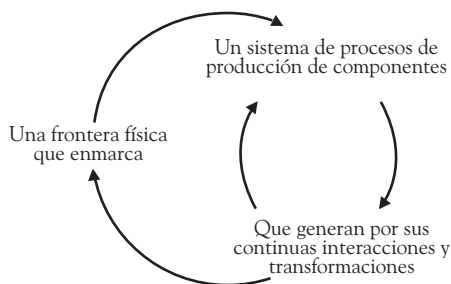 Un sistema de procesos de
producción de componentes
Una frontera física
que enmarca
Que generan por sus
continuas interacciones y
transformaciones